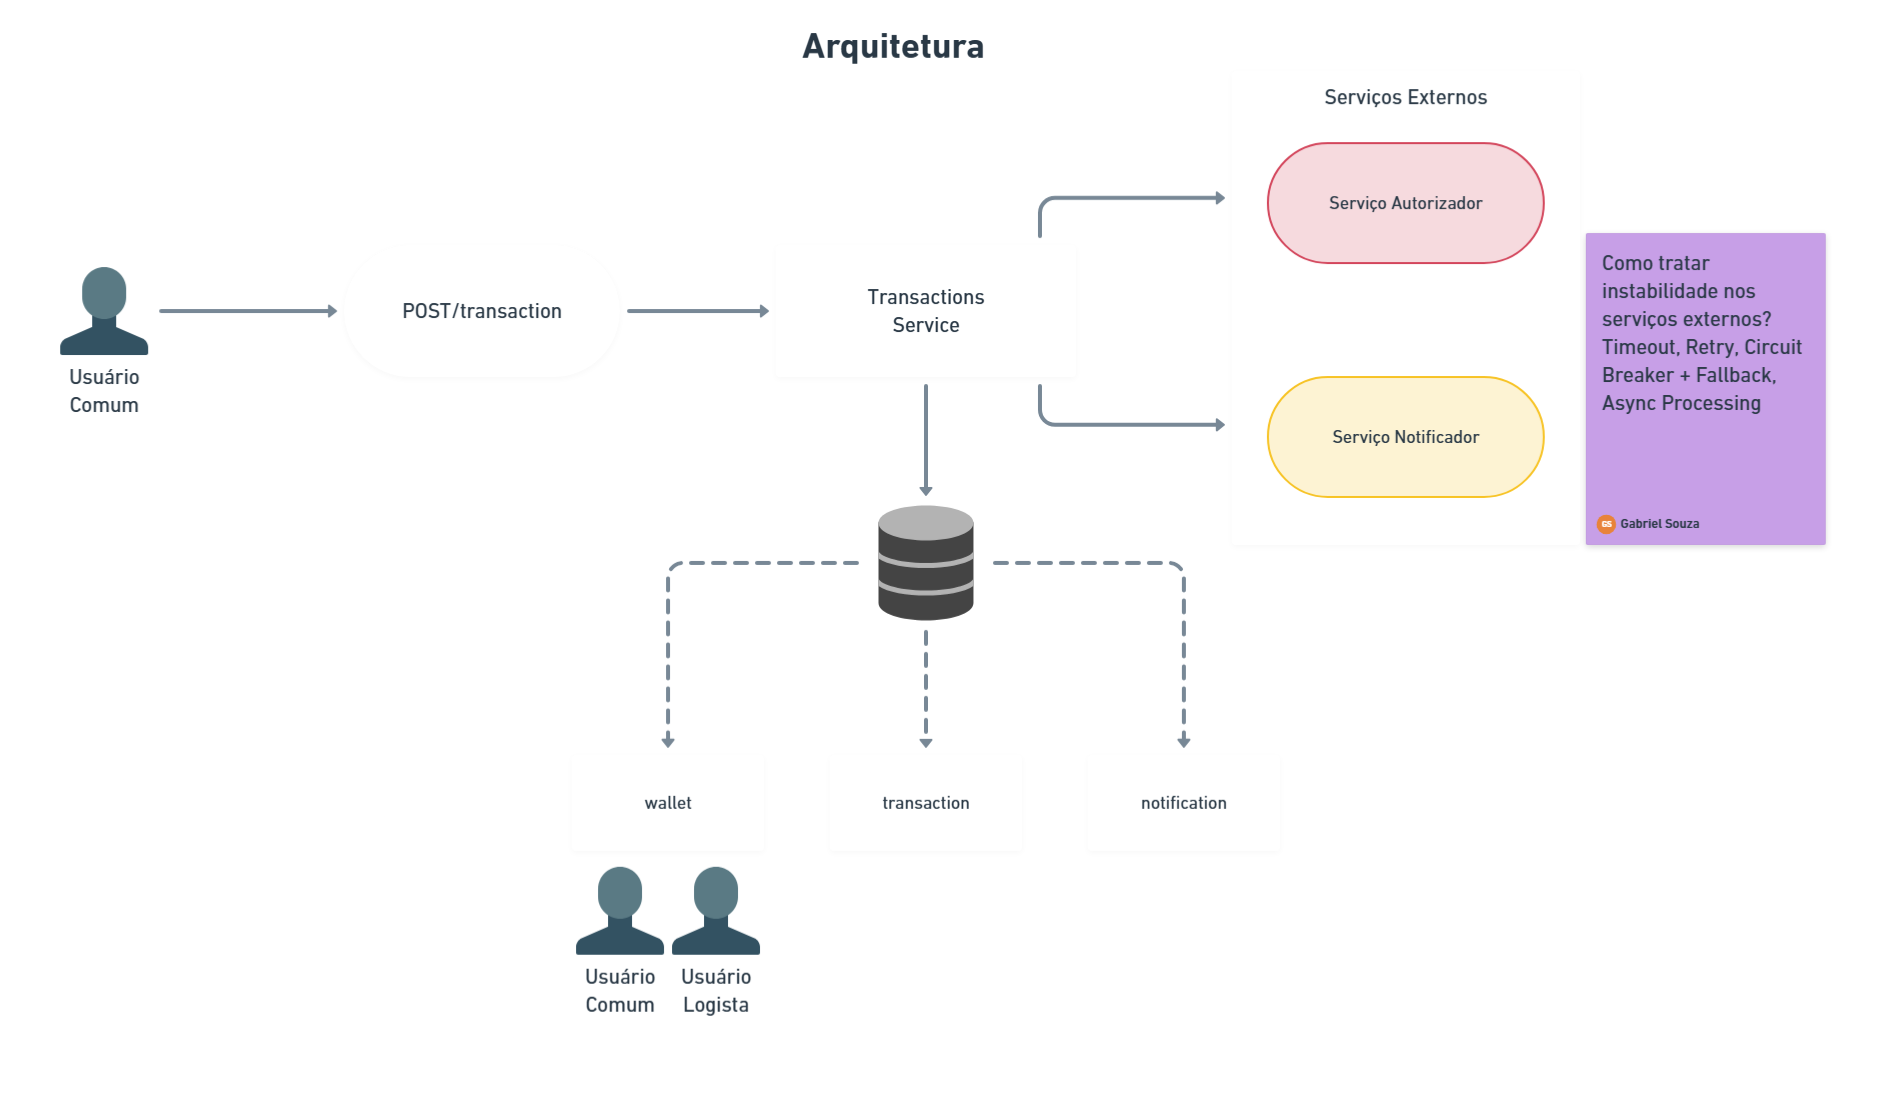 Arquitetura
Serviços Externos
Serviço Autorizador
Como tratar
instabilidade nos
serviços externos?
Timeout, Retry, Circuit
Breaker + Fallback,
Async Processing
GS Gabriel Souza
Usuário
Comum
POST/transaction
Transactions
Service
Serviço Notificador
wallet
transaction
notification
Usuário
Comum
Usuário
Logista